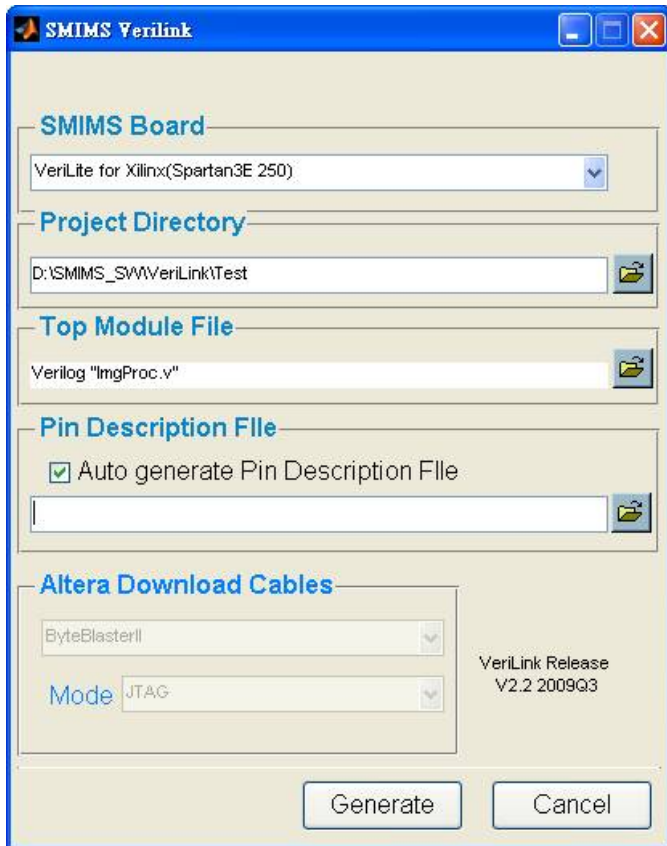 SMIMS Verilink
SMIMS Board
VeriLite for Xilinx(Spartan3E 250)
Project Directory
D:\SMIMS_SW\VeriLink\Test
Top Module File
Verilog "ImgProc.v"
Pin Description FIle
Auto generate Pin Description FIle
Altera Download Cables
ByteBlasterII
Mode JTAG
VeriLink Release
V2.2 2009Q3
Generate Cancel